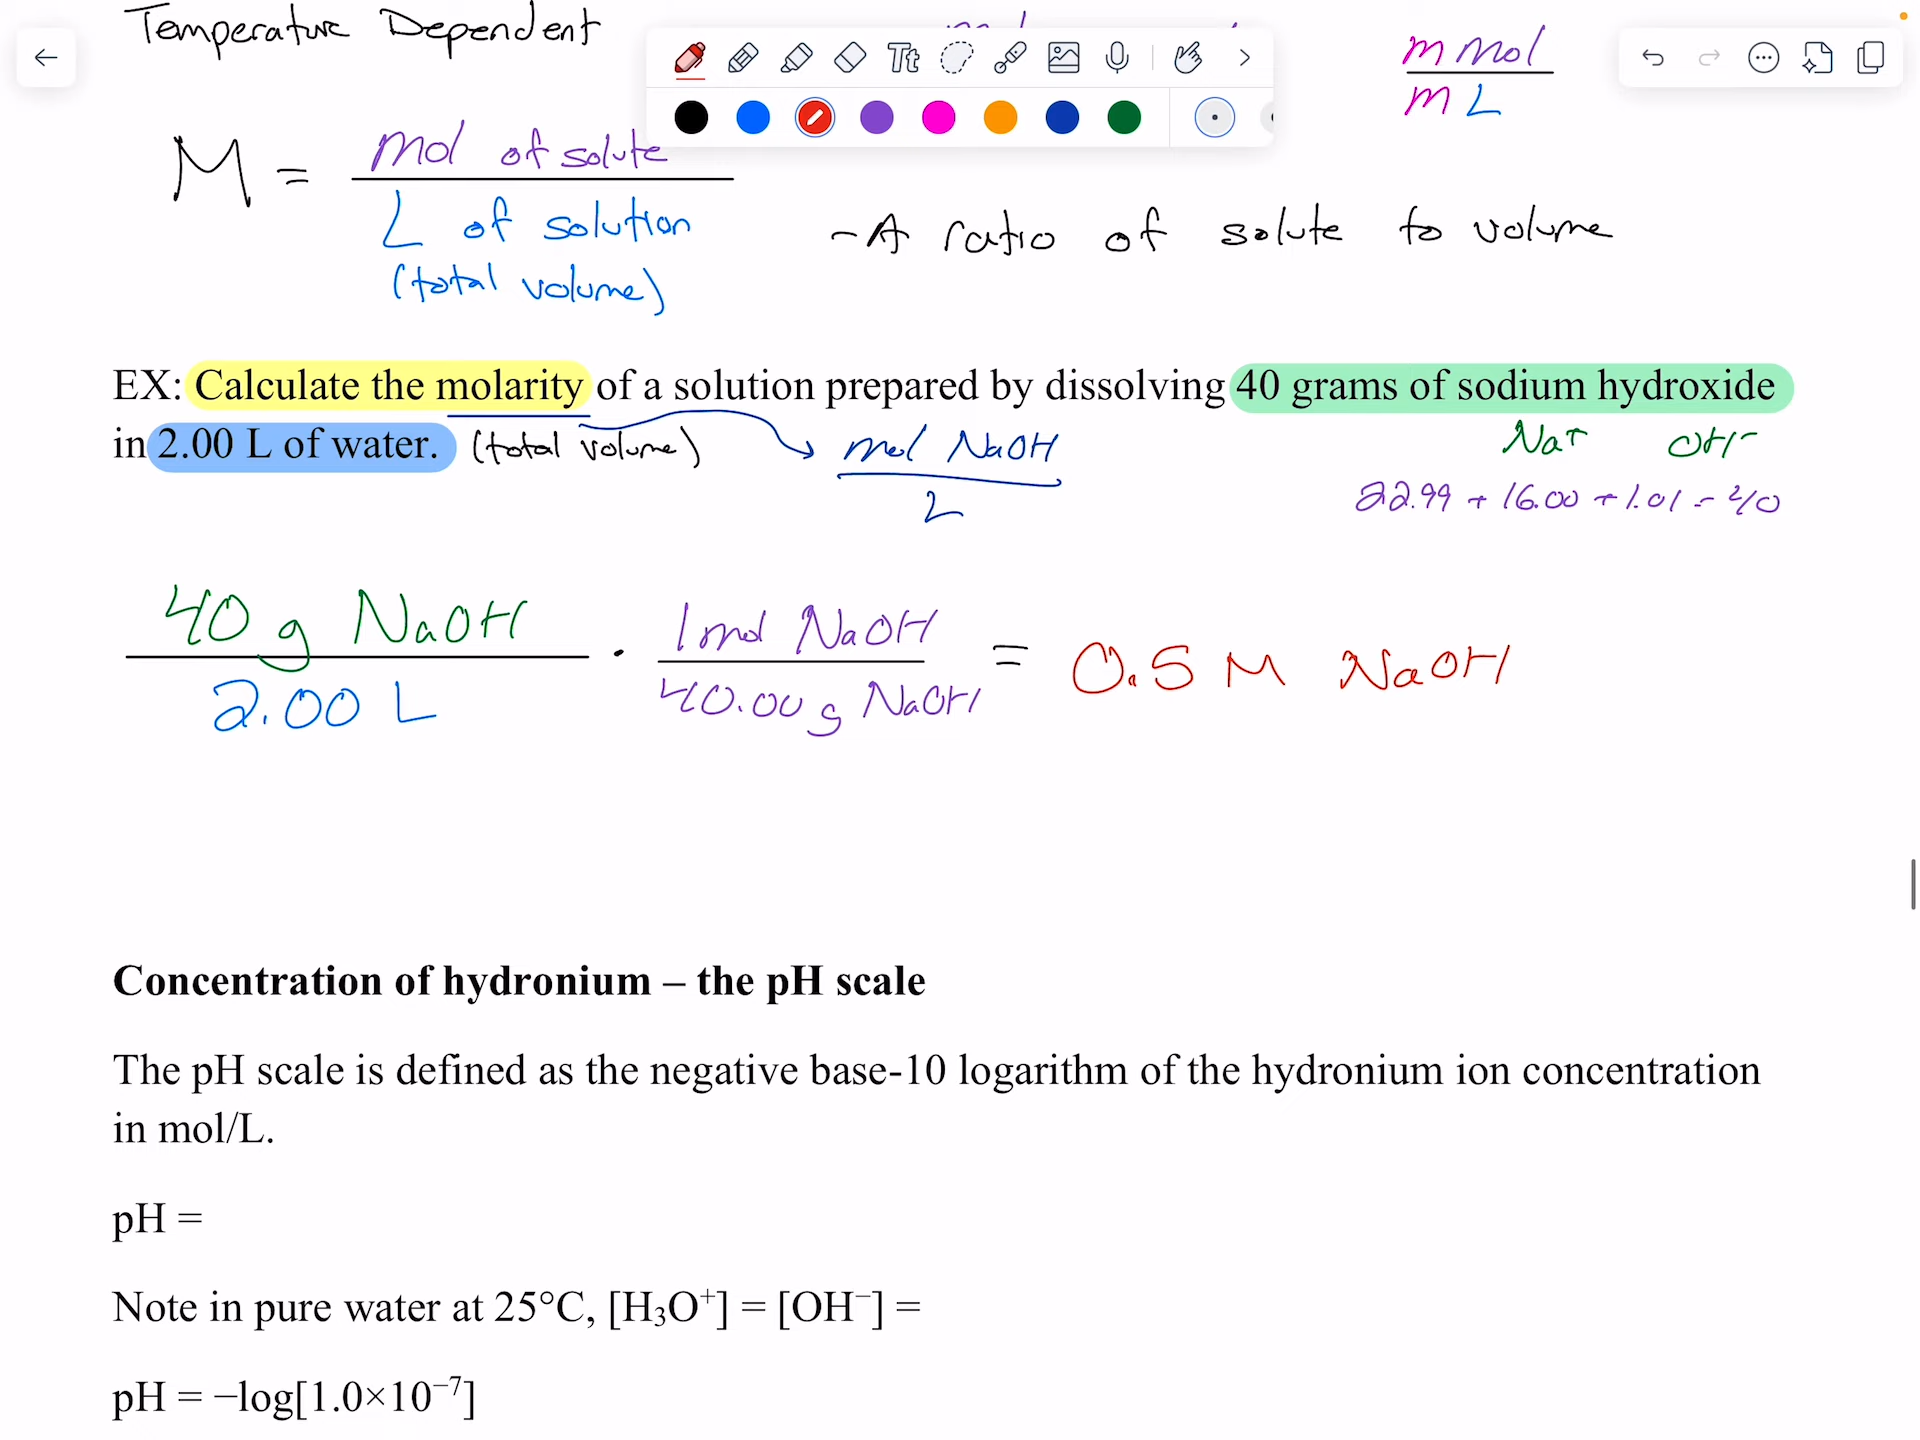 Temperature Dependent
m mol
m L
Tt
M = mol of solute
L of solution
(total volume)
- A ratio of solute to volume
EX: Calculate the molarity of a solution prepared by dissolving 40 grams of sodium hydroxide
in 2.00 L of water. (total volume)
mol NaOH
L
Na+ OH-
22.99 + 16.00 + 1.01 = 40
40 g NaOH
2.00 L
·
1 mol NaOH
40.00 g NaOH
= 0.5 M NaOH
Concentration of hydronium – the pH scale
The pH scale is defined as the negative base-10 logarithm of the hydronium ion concentration
in mol/L.
pH =
Note in pure water at 25°C, [H₃O⁺] = [OH⁻] =
pH = −log[1.0×10⁻⁷]